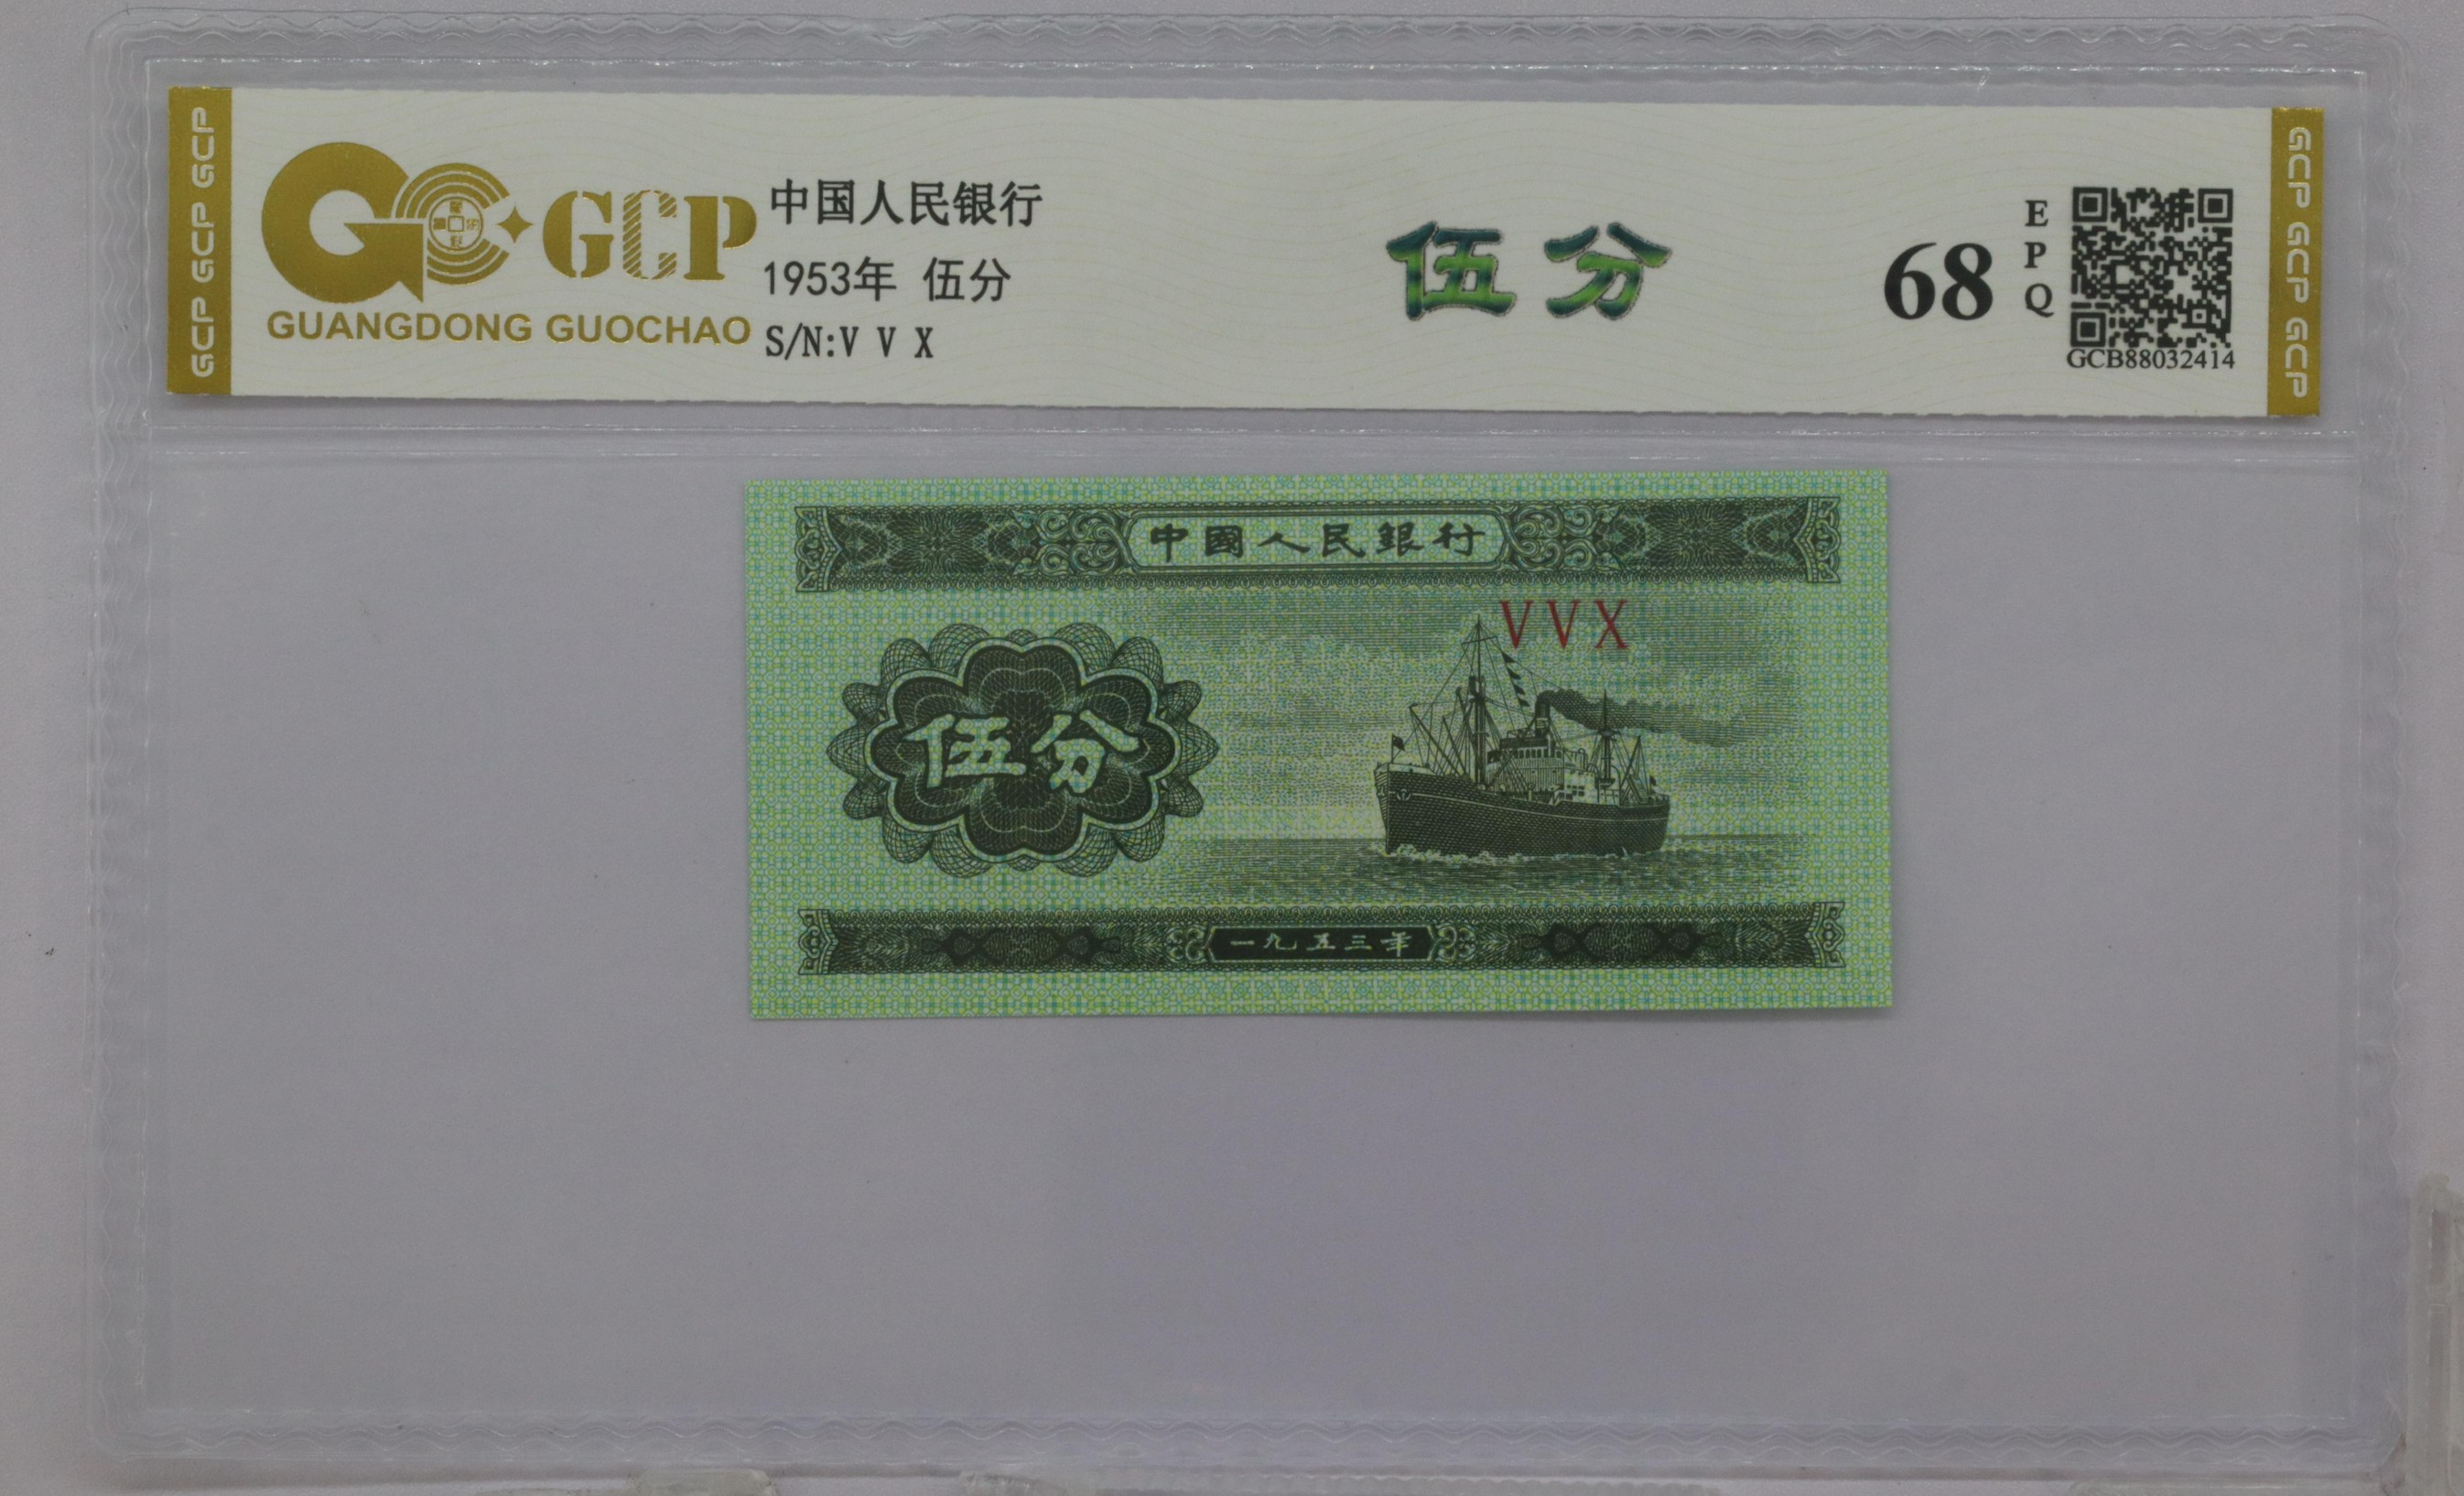 GCP GCP GCP
GCP
GUANGDONG GUOCHAO
中国人民银行
1953年 伍分
S/N:V V X
伍分
68
E
P
Q
GCB88032414
GCP GCP GCP
中國人民銀行
V V X
伍分
一九五三年